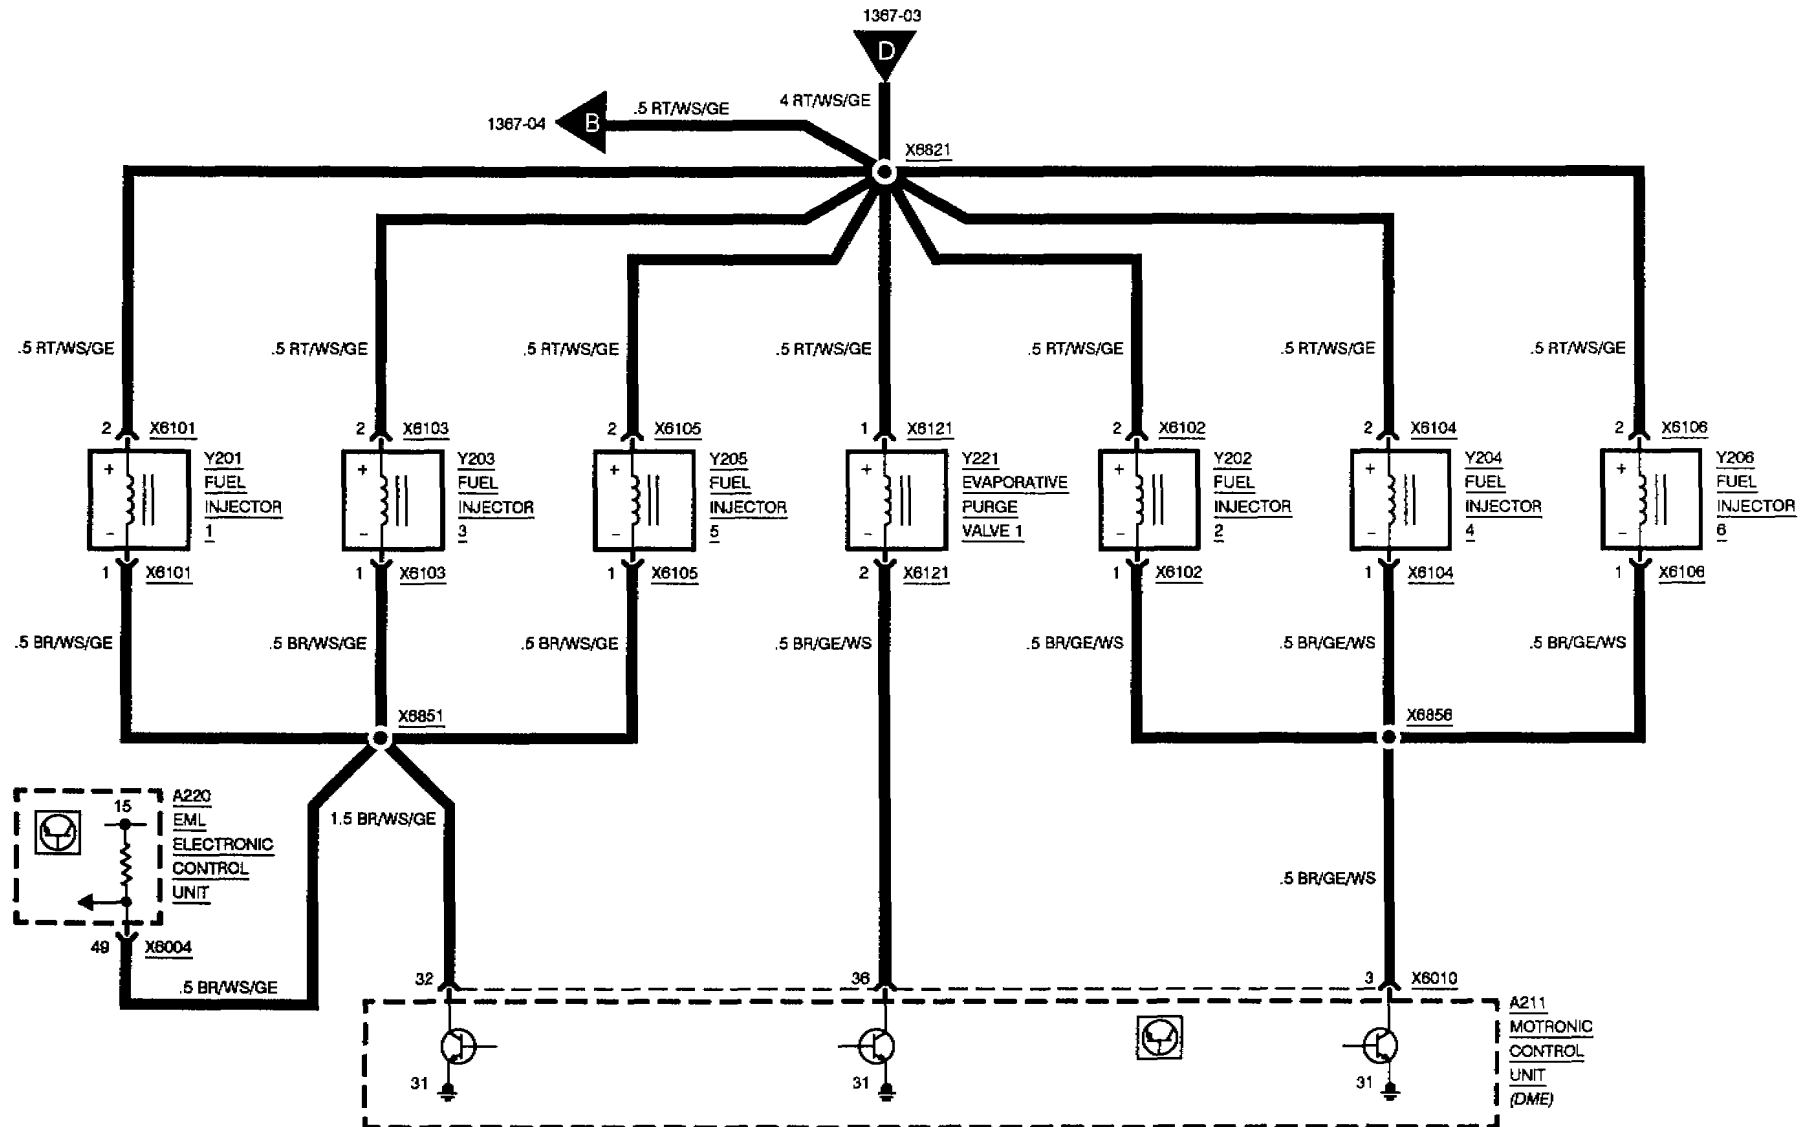 1367-03
D
1367-04
B
.5 RT/WS/GE
4 RT/WS/GE
X6821
.5 RT/WS/GE
.5 RT/WS/GE
.5 RT/WS/GE
.5 RT/WS/GE
.5 RT/WS/GE
.5 RT/WS/GE
.5 RT/WS/GE
2 X6101
2 X6103
2 X6105
1 X6121
2 X6102
2 X6104
2 X6106
+
−
Y201
FUEL
INJECTOR
1
+
−
Y203
FUEL
INJECTOR
3
+
−
Y205
FUEL
INJECTOR
5
+
−
Y221
EVAPORATIVE
PURGE
VALVE 1
+
−
Y202
FUEL
INJECTOR
2
+
−
Y204
FUEL
INJECTOR
4
+
−
Y206
FUEL
INJECTOR
6
1 X6101
1 X6103
1 X6105
2 X6121
1 X6102
1 X6104
1 X6106
.5 BR/WS/GE
.5 BR/WS/GE
.5 BR/WS/GE
.5 BR/GE/WS
.5 BR/GE/WS
.5 BR/GE/WS
.5 BR/GE/WS
X6851
X6856
15
A220
EML
ELECTRONIC
CONTROL
UNIT
1.5 BR/WS/GE
.5 BR/GE/WS
49 X6004
.5 BR/WS/GE
32
36
3 X6010
31
31
31
A211
MOTRONIC
CONTROL
UNIT
(DME)